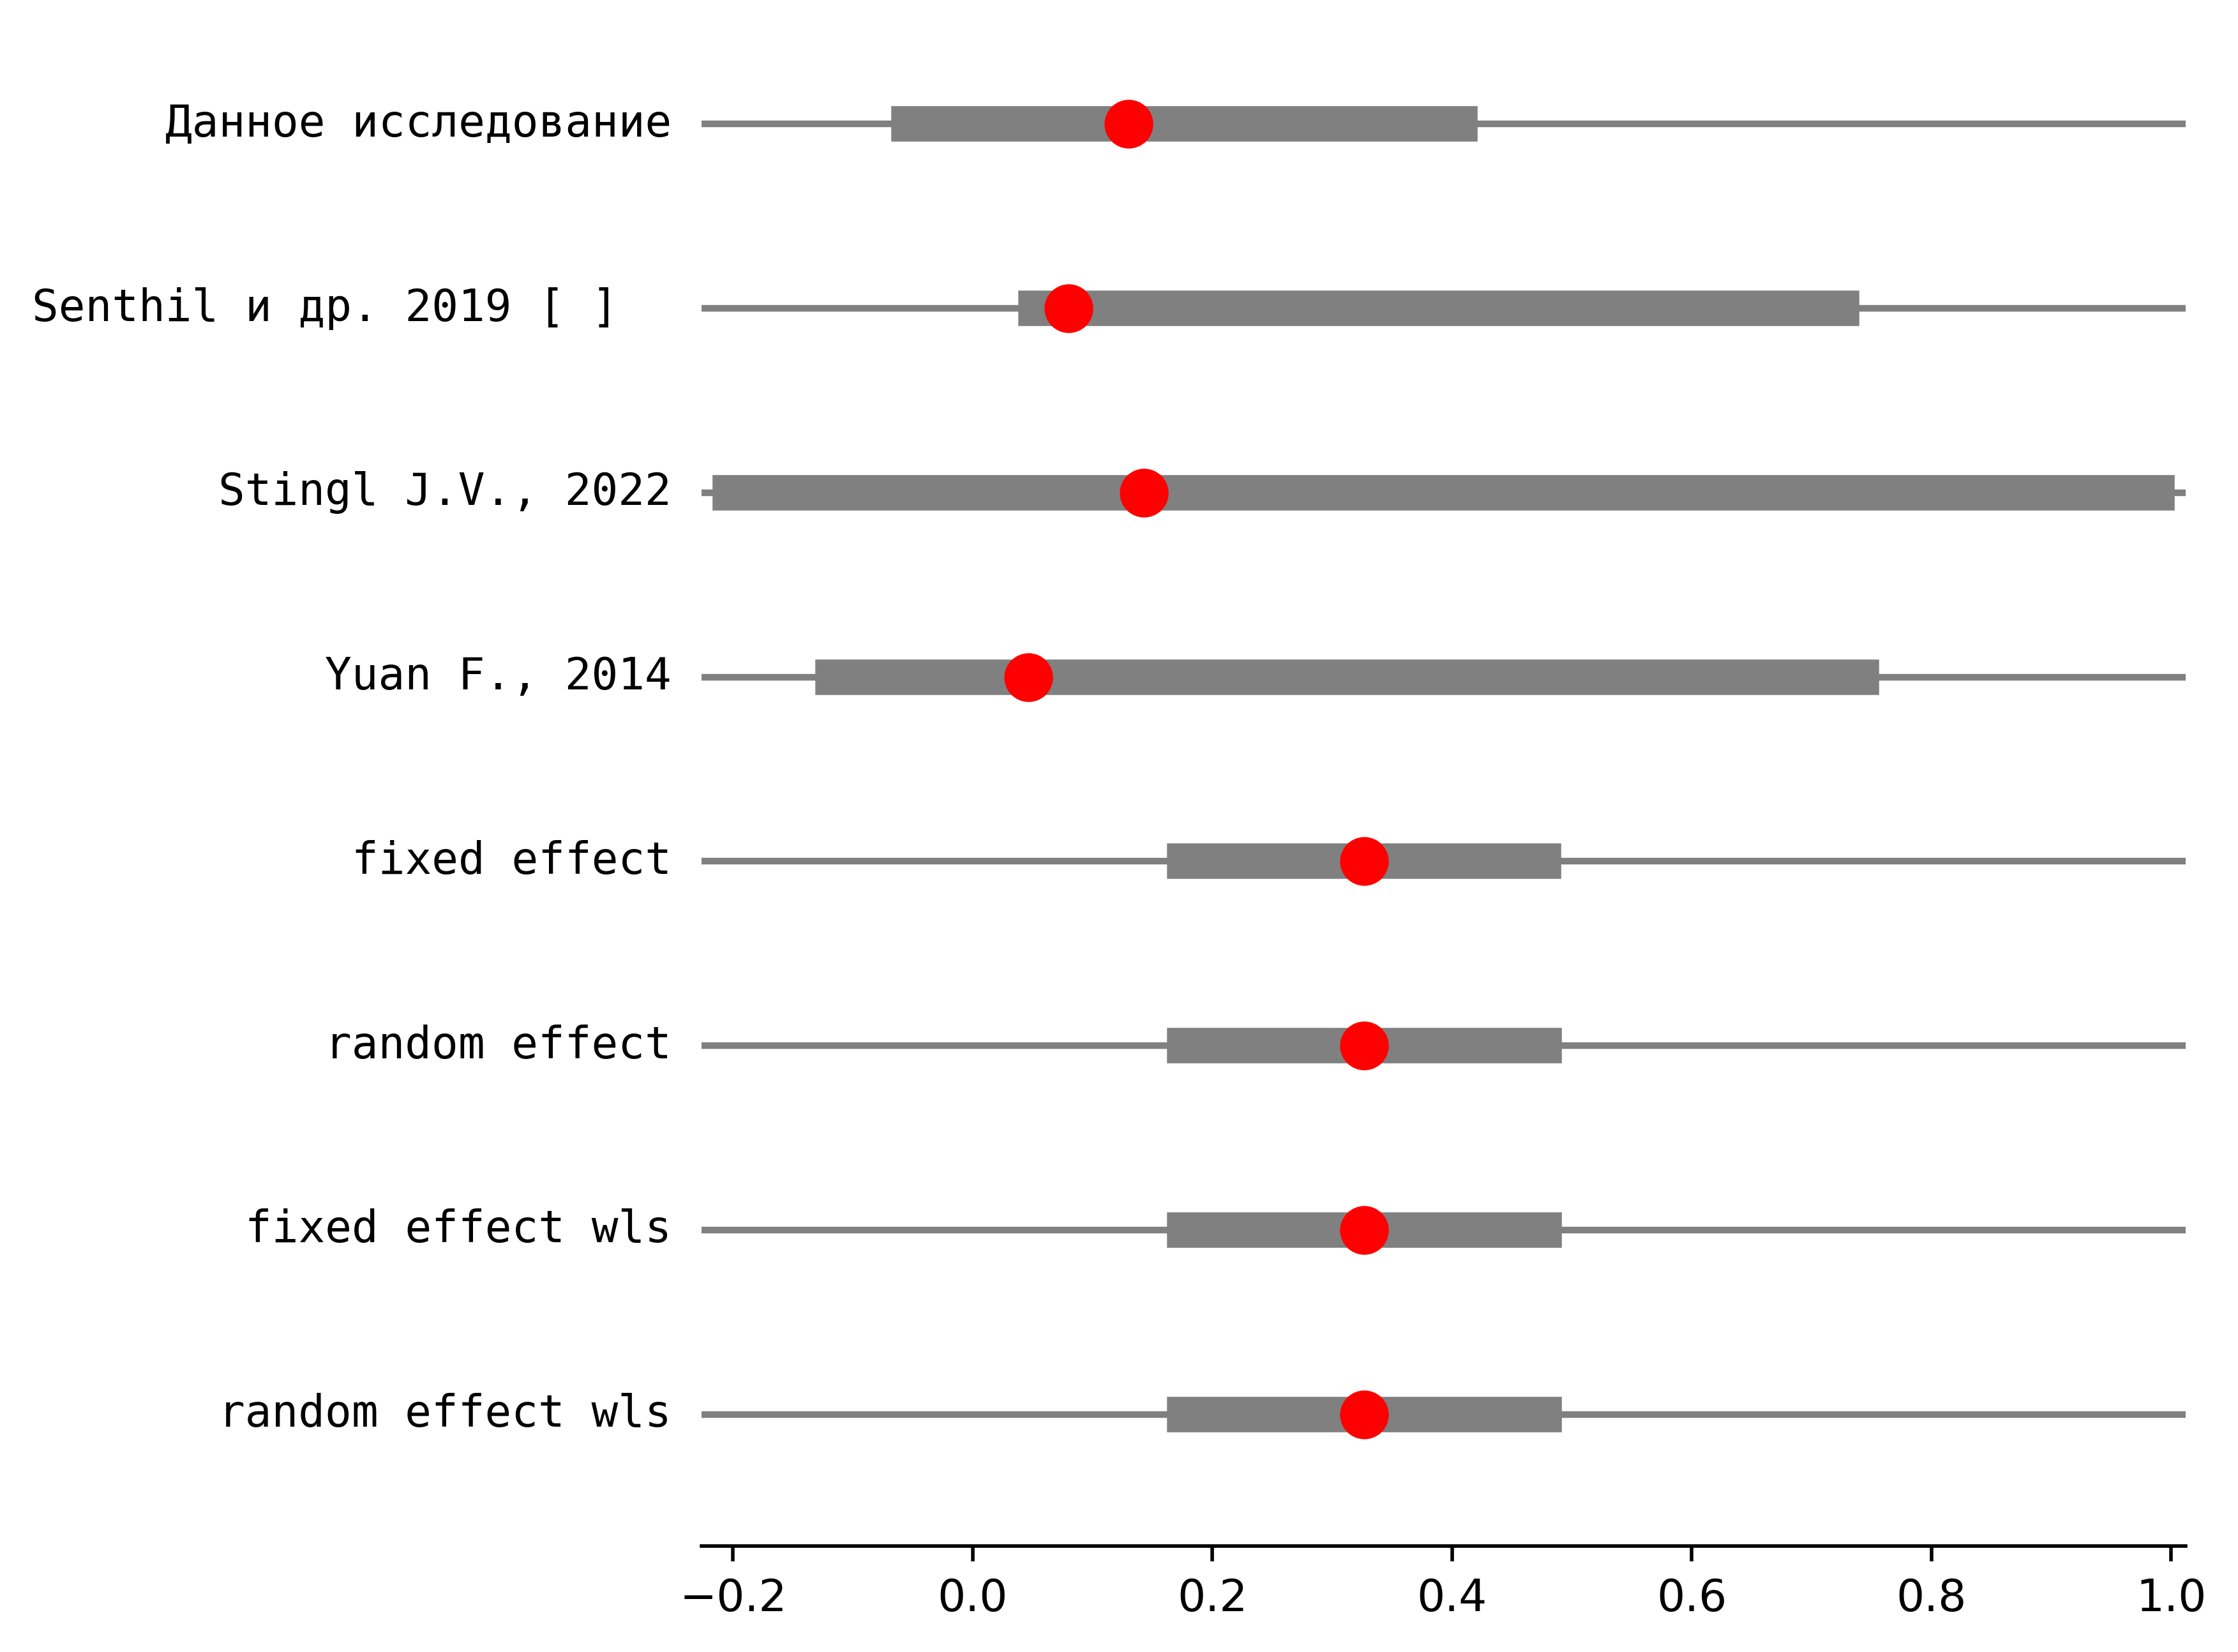 Данное исследование
Senthil и др. 2019 [ ]
Stingl J.V., 2022
Yuan F., 2014
fixed effect
random effect
fixed effect wls
random effect wls
−0.2 0.0 0.2 0.4 0.6 0.8 1.0